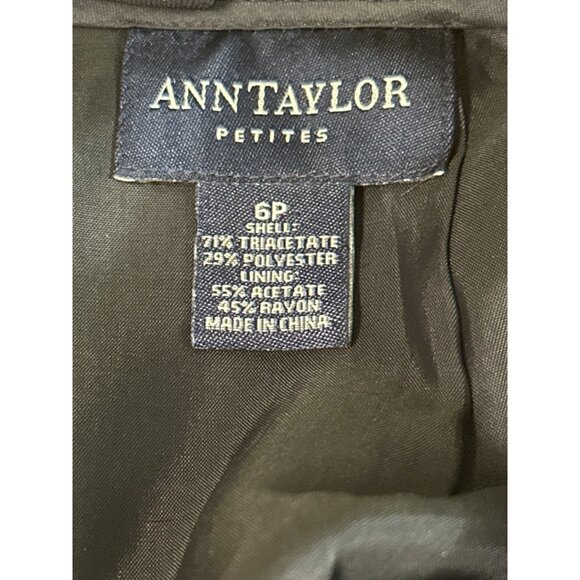 ANNTAYLOR
PETITES
6P
SHELL:
71% TRIACETATE
29% POLYESTER
LINING:
55% ACETATE
45% RAYON
MADE IN CHINA